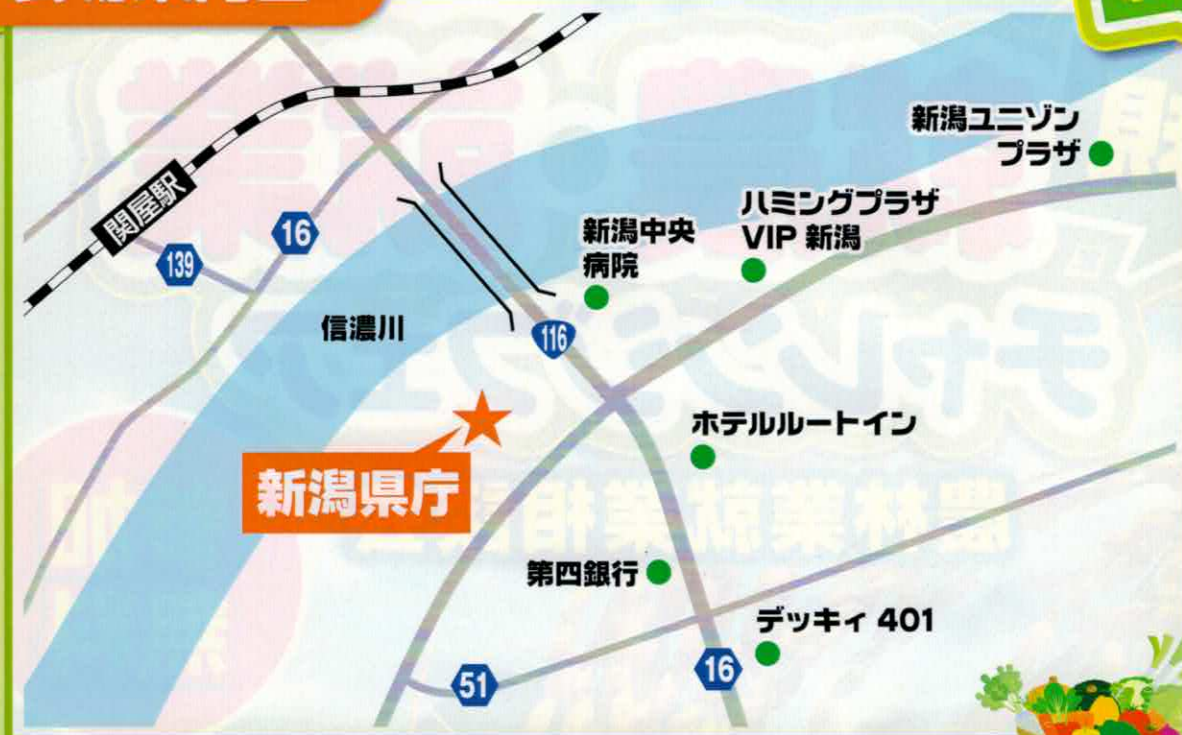 新潟ユニゾン
プラザ
関屋駅
ハミングプラザ
VIP 新潟
新潟中央
病院
16
139
信濃川
116
ホテルルートイン
新潟県庁
第四銀行
デッキィ 401
51
16